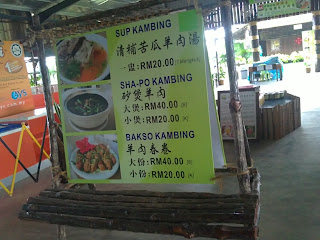 SUP KAMBING
清補苦瓜羊肉湯
一盅:RM20.00
SHA-PO KAMBING
砂煲羊肉
大煲:RM40.00
小煲:RM20.00
BAKSO KAMBING
羊肉春卷
大份:RM40.00
小份:RM20.00